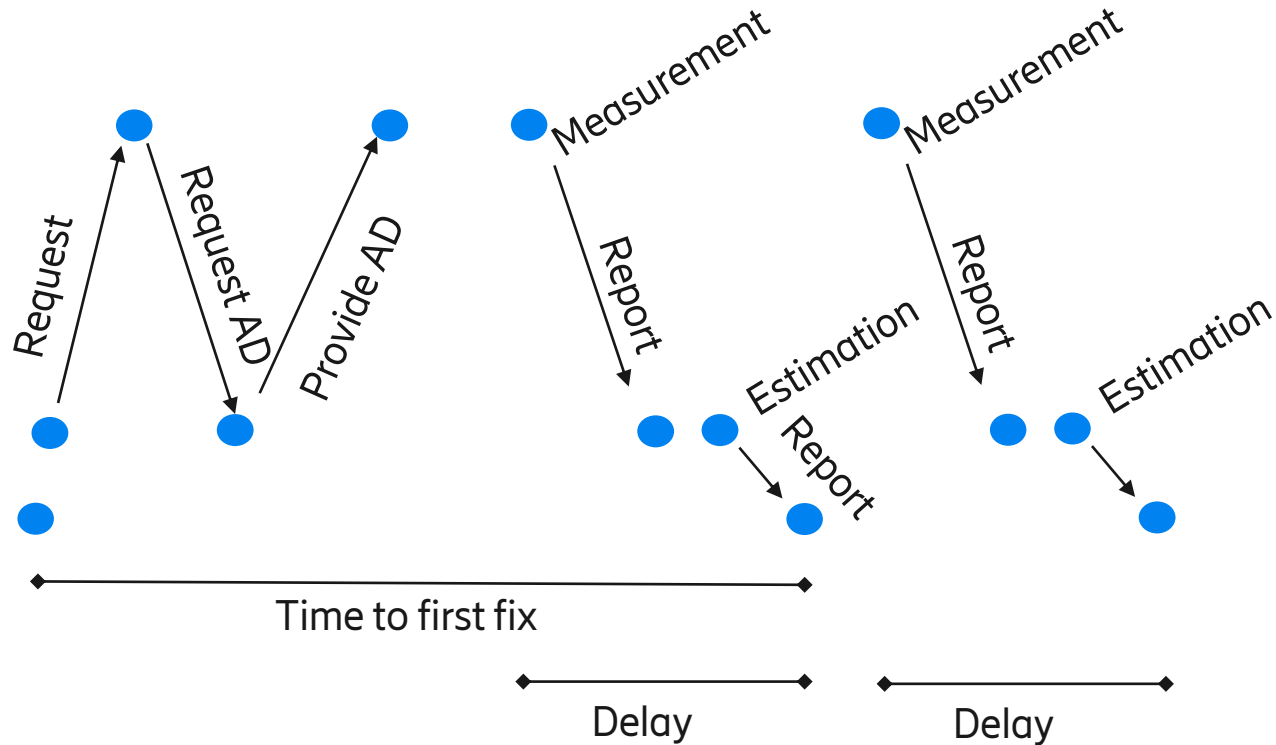 Request
Request AD
Provide AD
Measurement
Report
Estimation
Report
Measurement
Report
Estimation
Time to first fix
Delay
Delay